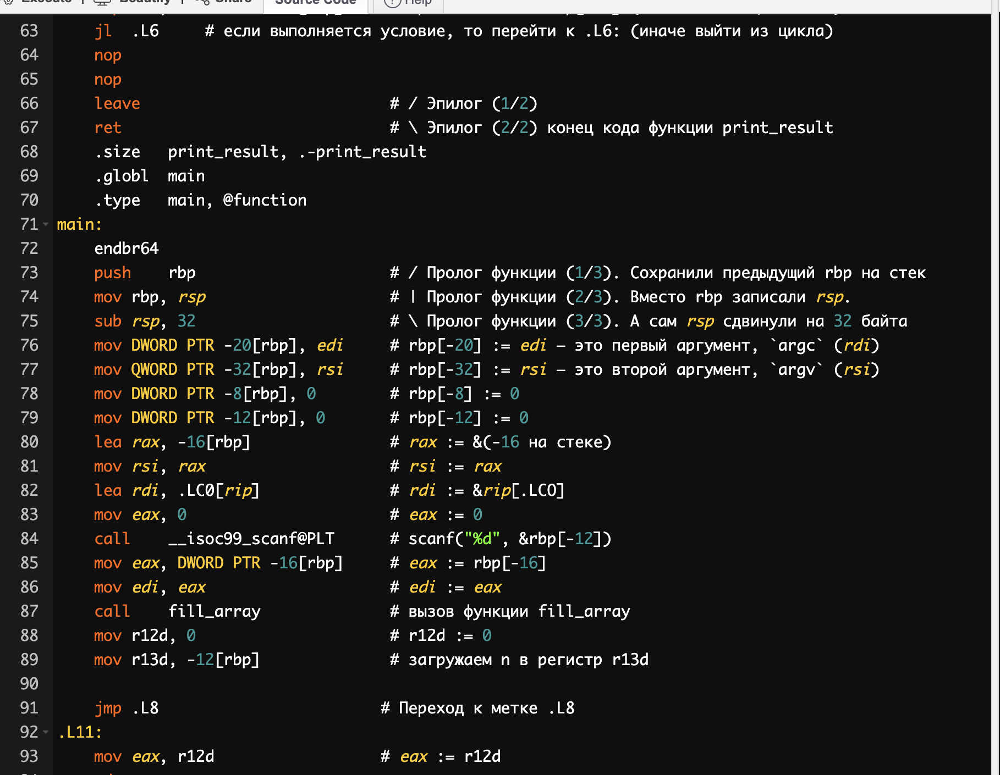 Execute | Beautify | Share Source Code Help
63 jl .L6 # если выполняется условие, то перейти к .L6: (иначе выйти из цикла)
64 nop
65 nop
66 leave # / Эпилог (1/2)
67 ret # \ Эпилог (2/2) конец кода функции print_result
68 .size print_result, .-print_result
69 .globl main
70 .type main, @function
71 main:
72 endbr64
73 push rbp # / Пролог функции (1/3). Сохранили предыдущий rbp на стек
74 mov rbp, rsp # | Пролог функции (2/3). Вместо rbp записали rsp.
75 sub rsp, 32 # \ Пролог функции (3/3). А сам rsp сдвинули на 32 байта
76 mov DWORD PTR -20[rbp], edi # rbp[-20] := edi — это первый аргумент, `argc` (rdi)
77 mov QWORD PTR -32[rbp], rsi # rbp[-32] := rsi — это второй аргумент, `argv` (rsi)
78 mov DWORD PTR -8[rbp], 0 # rbp[-8] := 0
79 mov DWORD PTR -12[rbp], 0 # rbp[-12] := 0
80 lea rax, -16[rbp] # rax := &(-16 на стеке)
81 mov rsi, rax # rsi := rax
82 lea rdi, .LC0[rip] # rdi := &rip[.LCO]
83 mov eax, 0 # eax := 0
84 call __isoc99_scanf@PLT # scanf("%d", &rbp[-12])
85 mov eax, DWORD PTR -16[rbp] # eax := rbp[-16]
86 mov edi, eax # edi := eax
87 call fill_array # вызов функции fill_array
88 mov r12d, 0 # r12d := 0
89 mov r13d, -12[rbp] # загружаем n в регистр r13d
90
91 jmp .L8 # Переход к метке .L8
92 .L11:
93 mov eax, r12d # eax := r12d